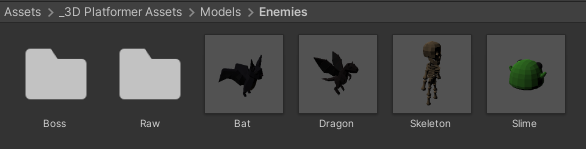 Assets > _3D Platformer Assets > Models > Enemies
Boss Raw Bat Dragon Skeleton Slime